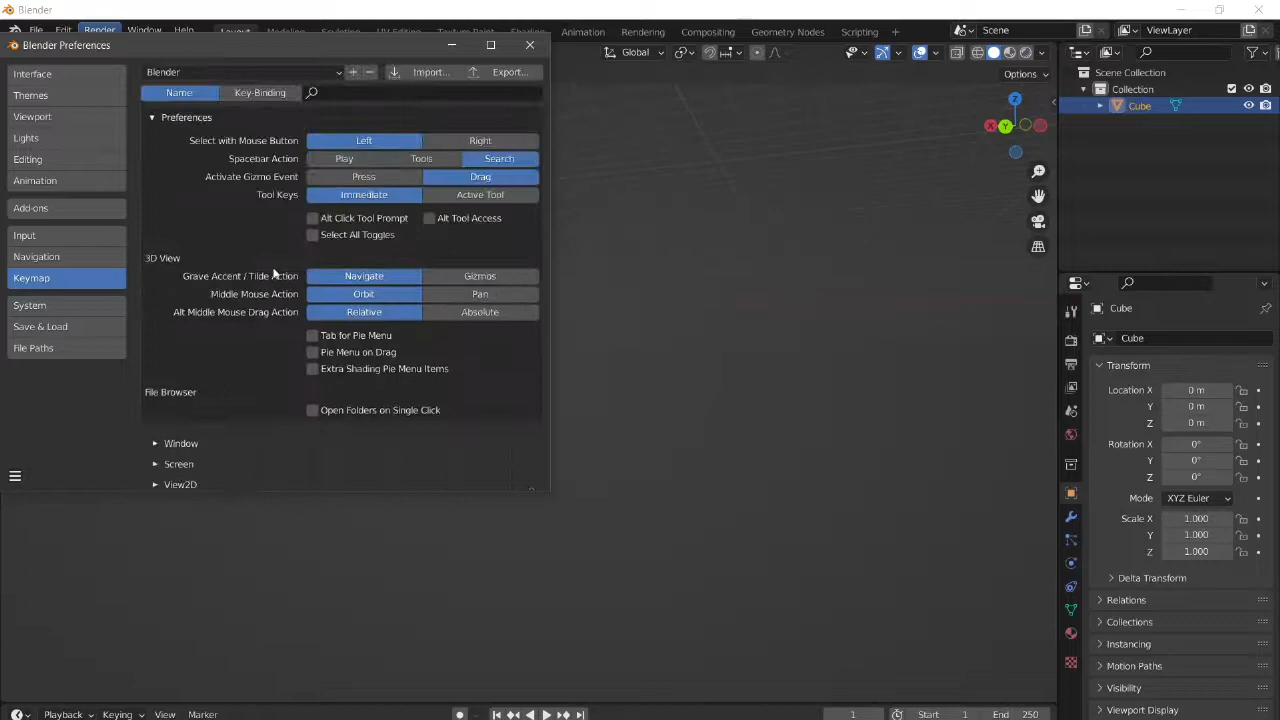 Blender
File Edit Render Window Layout Modeling Sculpting UV Editing Texture Paint Shading Animation Rendering Compositing Geometry Nodes Scripting Scene ViewLayer
Blender Preferences
Global
Options
Interface
Themes
Viewport
Lights
Editing
Animation
Add-ons
Input
Navigation
Keymap
System
Save & Load
File Paths
Blender Import... Export...
Name Key-Binding
Preferences
Select with Mouse Button Left Right
Spacebar Action Play Tools Search
Activate Gizmo Event Press Drag
Tool Keys Immediate Active Tool
Alt Click Tool Prompt Alt Tool Access
Select All Toggles
3D View
Grave Accent / Tilde Action Navigate Gizmos
Middle Mouse Action Orbit Pan
Alt Middle Mouse Drag Action Relative Absolute
Tab for Pie Menu
Pie Menu on Drag
Extra Shading Pie Menu Items
File Browser
Open Folders on Single Click
Window
Screen
View2D
Z
X Y
Scene Collection
Collection
Cube
Cube
Cube
Transform
Location X 0 m
Y 0 m
Z 0 m
Rotation X 0°
Y 0°
Z 0°
Mode XYZ Euler
Scale X 1.000
Y 1.000
Z 1.000
Delta Transform
Relations
Collections
Instancing
Motion Paths
Visibility
Viewport Display
Playback Keying View Marker 1 Start 1 End 250